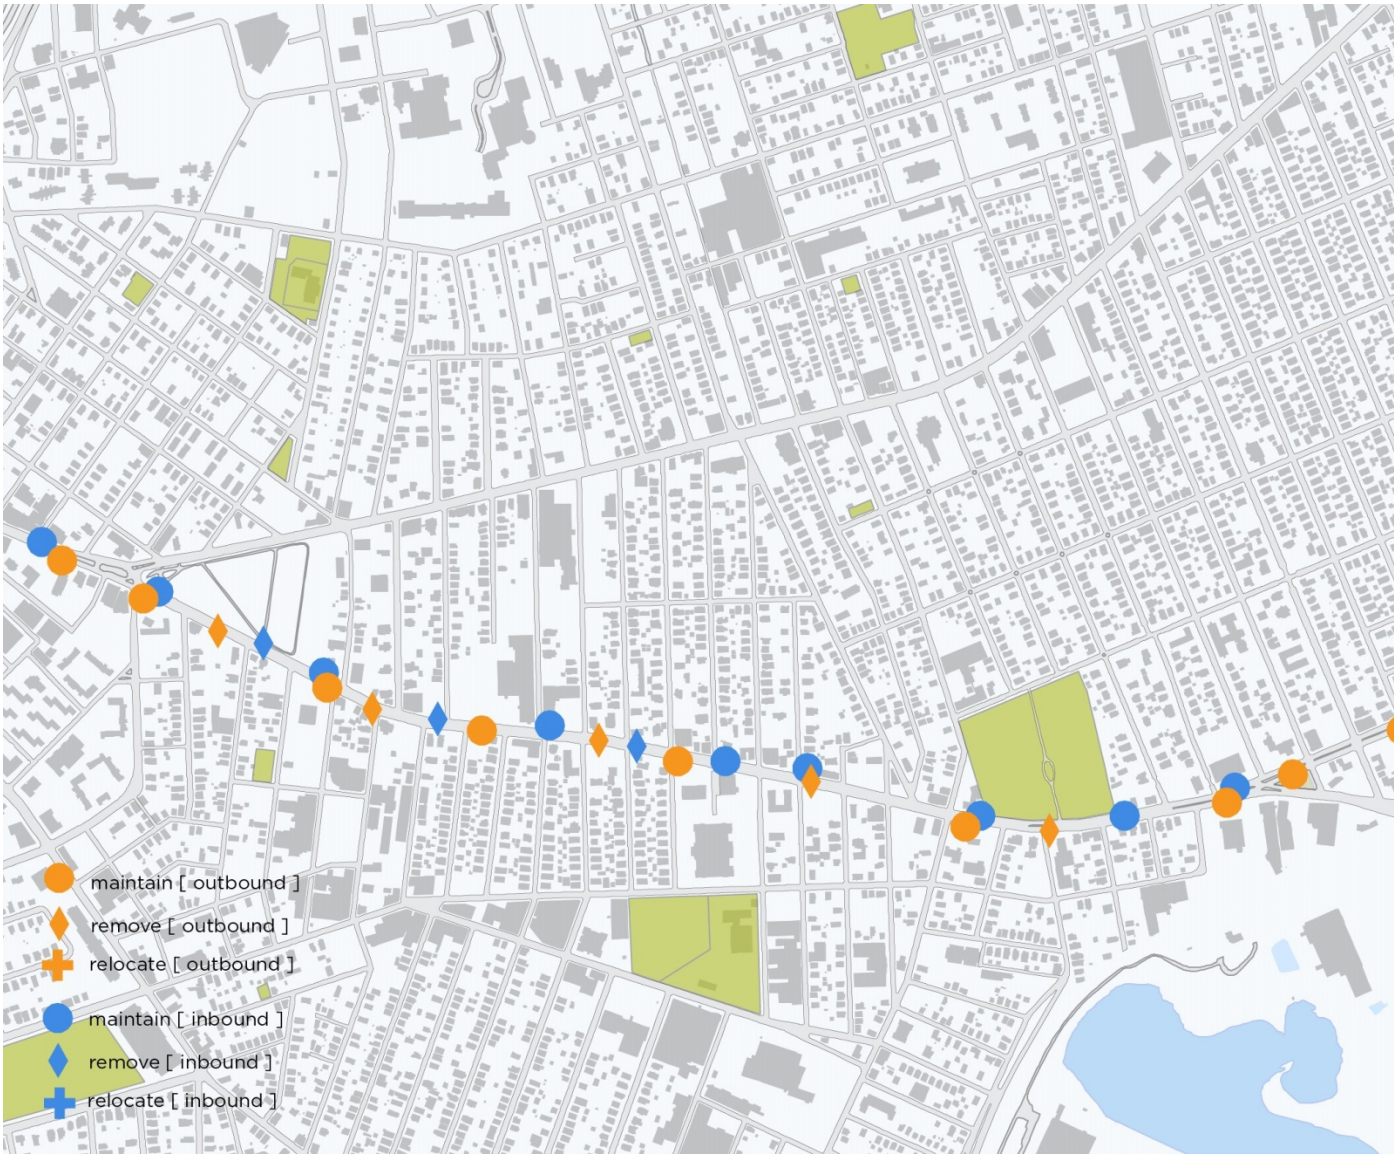 maintain [ outbound ]
remove [ outbound ]
relocate [ outbound ]
maintain [ inbound ]
remove [ inbound ]
relocate [ inbound ]